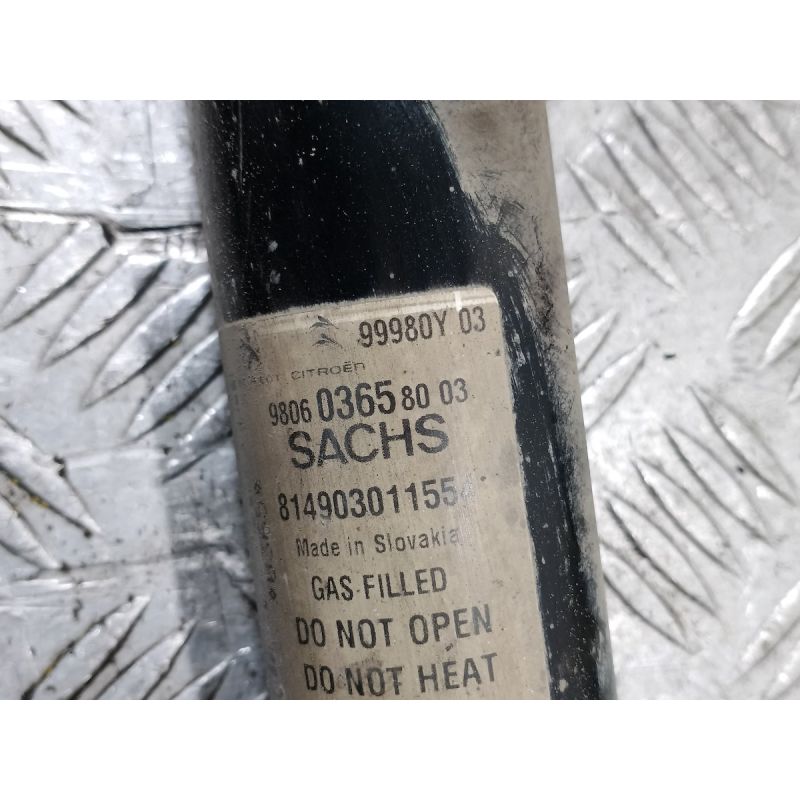 99980Y 03
CITROËN
9806 0365 80 03
SACHS
814903011554
Made in Slovakia
GAS FILLED
DO NOT OPEN
DO NOT HEAT